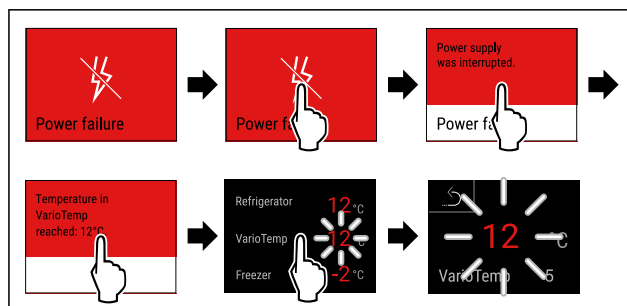 Power failure
Power fa
Power supply
was interrupted.
Power fa
Temperature in
VarioTemp
reached: 12°C
Refrigerator 12 °C
VarioTemp 12 °C
Freezer -2 °C
12 °C
VarioTemp 5